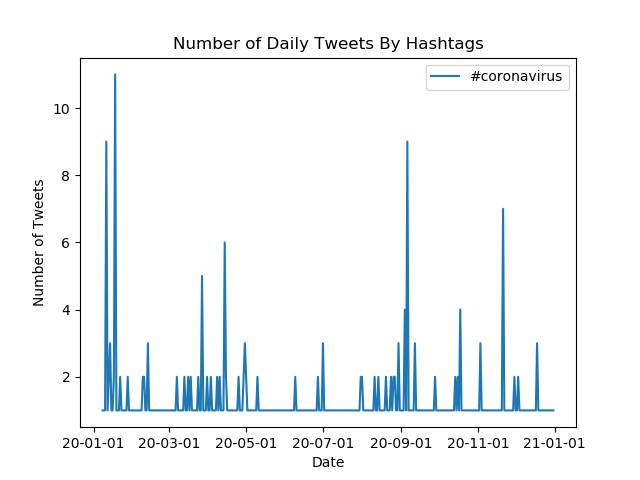 Number of Daily Tweets By Hashtags
#coronavirus
Number of Tweets
10
8
6
4
2
20-01-01 20-03-01 20-05-01 20-07-01 20-09-01 20-11-01 21-01-01
Date